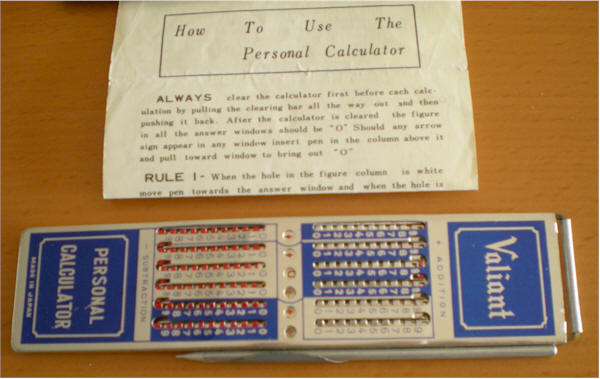 How To Use The
Personal Calculator
ALWAYS clear the calculator first before each calc-
ulation by pulling the clearing bar all the way out and then
pushing it back. After the calculator is cleared the figure
in all the answer windows should be "O" Should any arrow
sign appear in any window insert pen in the column above it
and pull toward window to bring out "O"
RULE I - When the hole in the figure column is white
move pen towards the answer window and when the hole is
Valiant
+ ADDITION
− SUBTRACTION
PERSONAL
CALCULATOR
MADE IN JAPAN